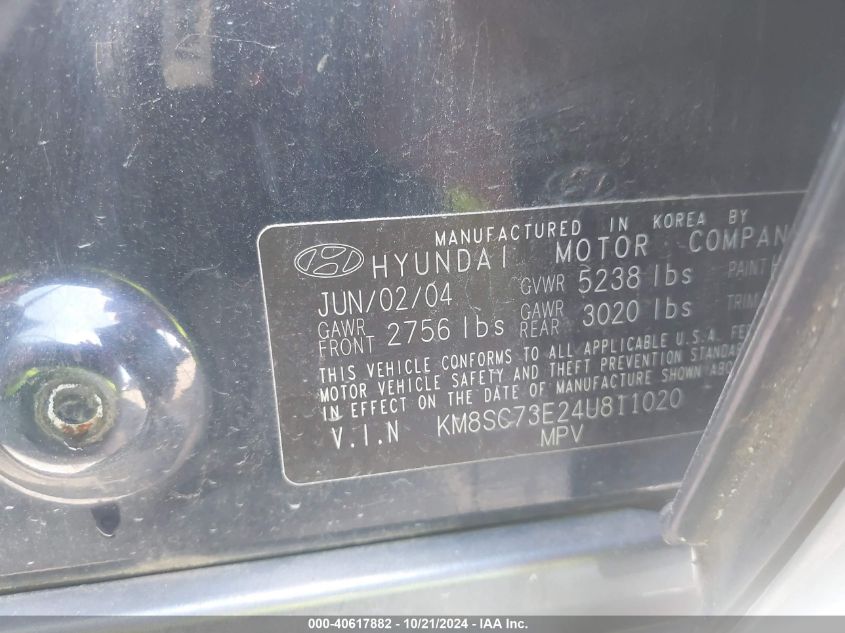 MANUFACTURED IN KOREA BY
HYUNDAI MOTOR COMPAN
JUN/02/04 GVWR 5238 lbs PAINT
GAWR FRONT 2756 lbs GAWR REAR 3020 lbs TRIM
THIS VEHICLE CONFORMS TO ALL APPLICABLE U.S.A. FE
MOTOR VEHICLE SAFETY AND THEFT PREVENTION STANDA
IN EFFECT ON THE DATE OF MANUFACTURE SHOWN ABO
V.I.N KM8SC73E24U811020
MPV
000-40617882 - 10/21/2024 - IAA Inc.